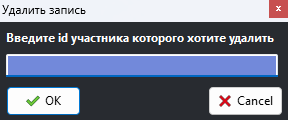 Удалить запись
Введите id участника которого хотите удалить
OK
Cancel